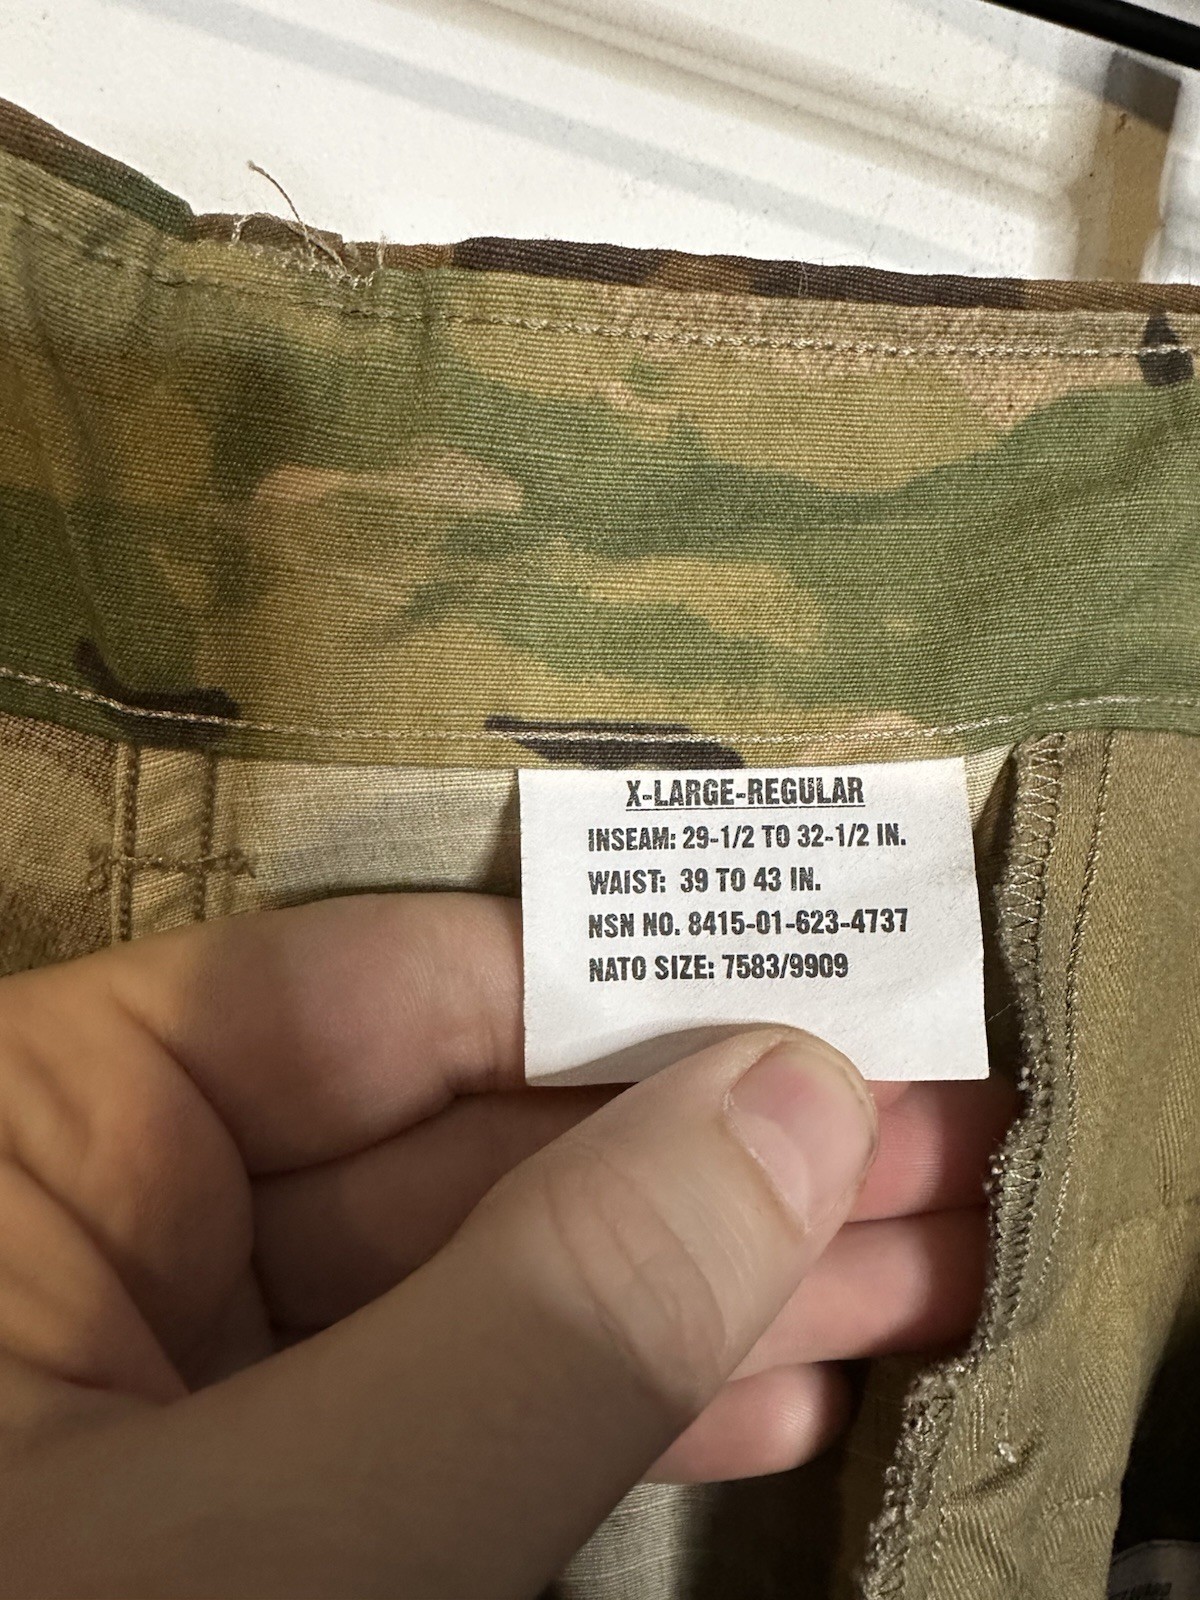 X-LARGE-REGULAR
INSEAM: 29-1/2 TO 32-1/2 IN.
WAIST: 39 TO 43 IN.
NSN NO. 8415-01-623-4737
NATO SIZE: 7583/9909